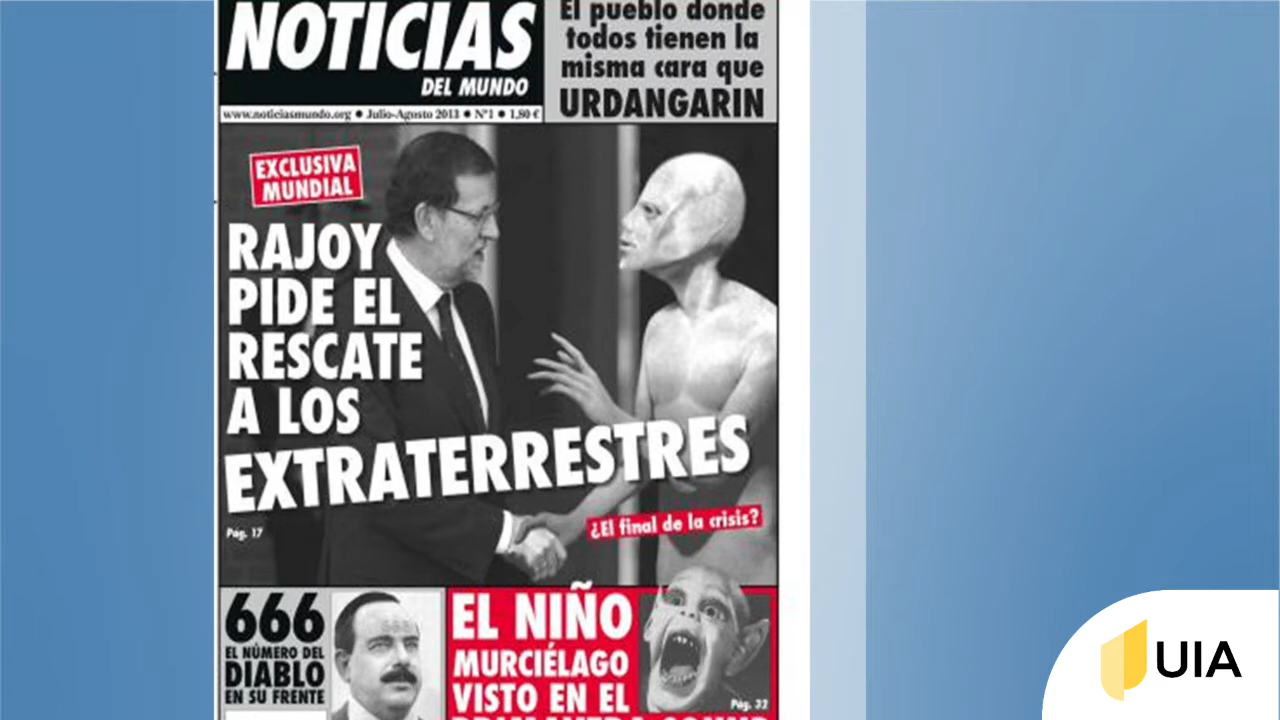 NOTICIAS
DEL MUNDO
www.noticiasmundo.org • Julio-Agosto 2013 • Nº1 • 1,80 €
El pueblo donde
todos tienen la
misma cara que
URDANGARIN
EXCLUSIVA
MUNDIAL
RAJOY
PIDE EL
RESCATE
A LOS
EXTRATERRESTRES
Pág. 17
¿El final de la crisis?
666
EL NÚMERO DEL
DIABLO
EN SU FRENTE
EL NIÑO
MURCIÉLAGO
VISTO EN EL
PRIMAVERA SOUND
Pág. 32
UIA